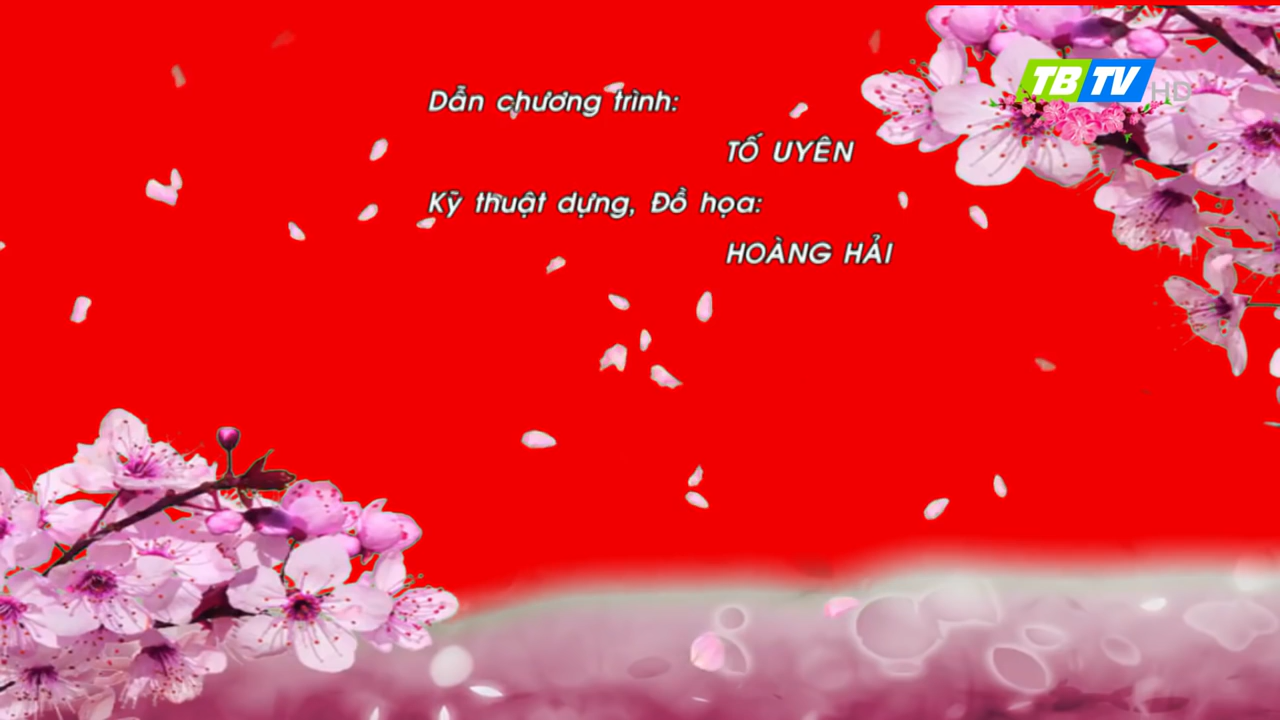 TBTV HD
Dẫn chương trình:
TỐ UYÊN
Kỹ thuật dựng, Đồ họa:
HOÀNG HẢI